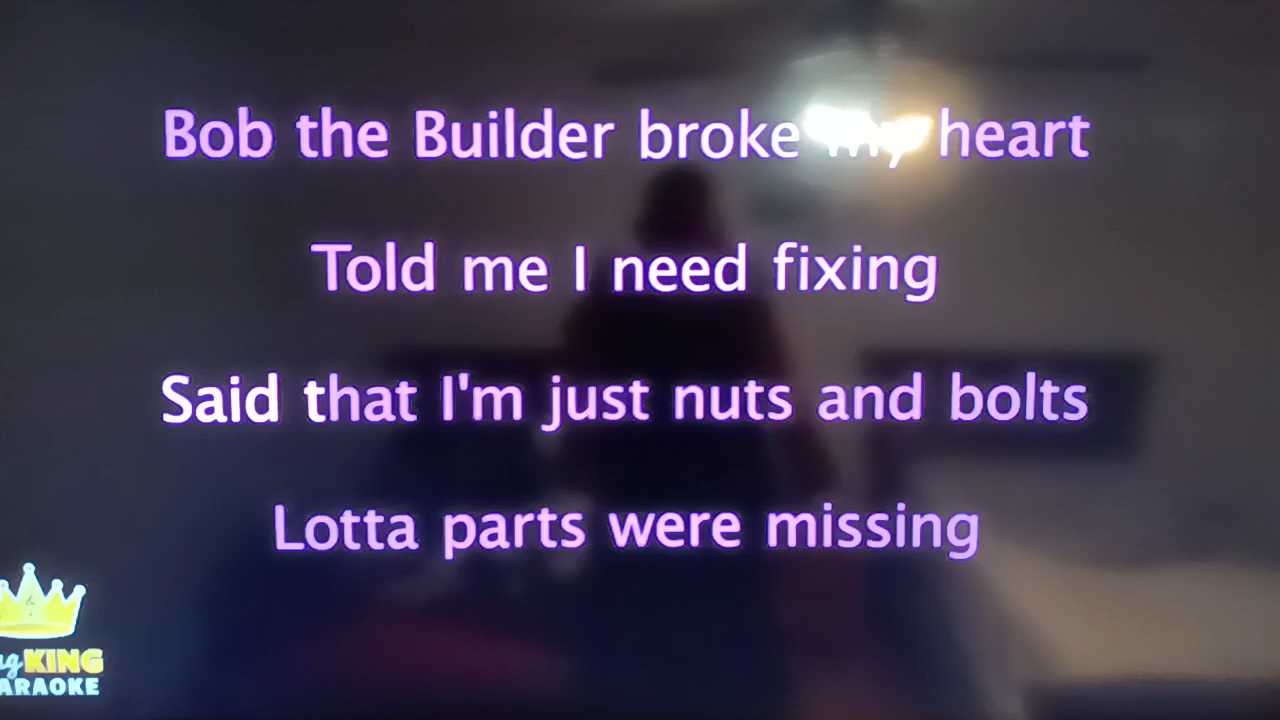 Bob the Builder broke my heart
Told me I need fixing
Said that I'm just nuts and bolts
Lotta parts were missing
KING
ARAOKE